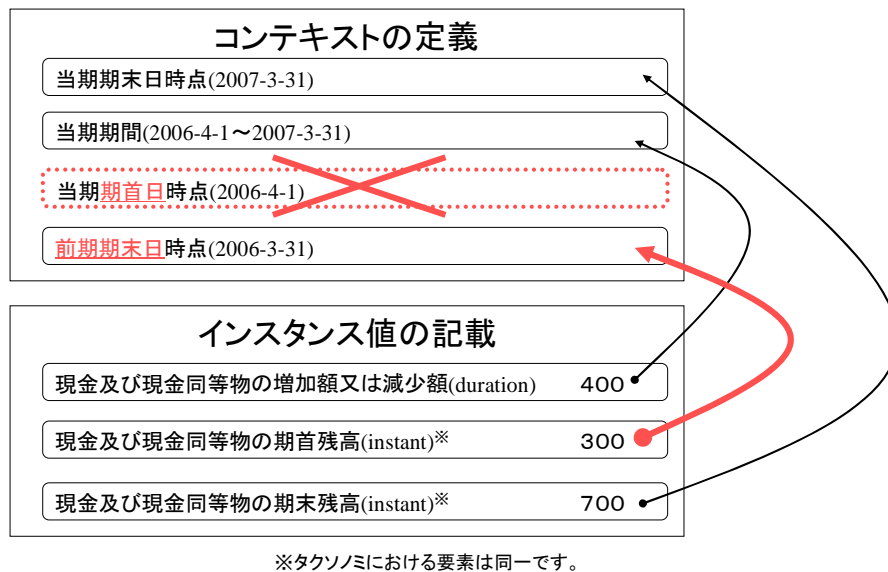 コンテキストの定義
当期期末日時点(2007-3-31)
当期期間(2006-4-1～2007-3-31)
当期期首日時点(2006-4-1)
前期期末日時点(2006-3-31)
インスタンス値の記載
現金及び現金同等物の増加額又は減少額(duration) 400
現金及び現金同等物の期首残高(instant)※ 300
現金及び現金同等物の期末残高(instant)※ 700
※タクソノミにおける要素は同一です。